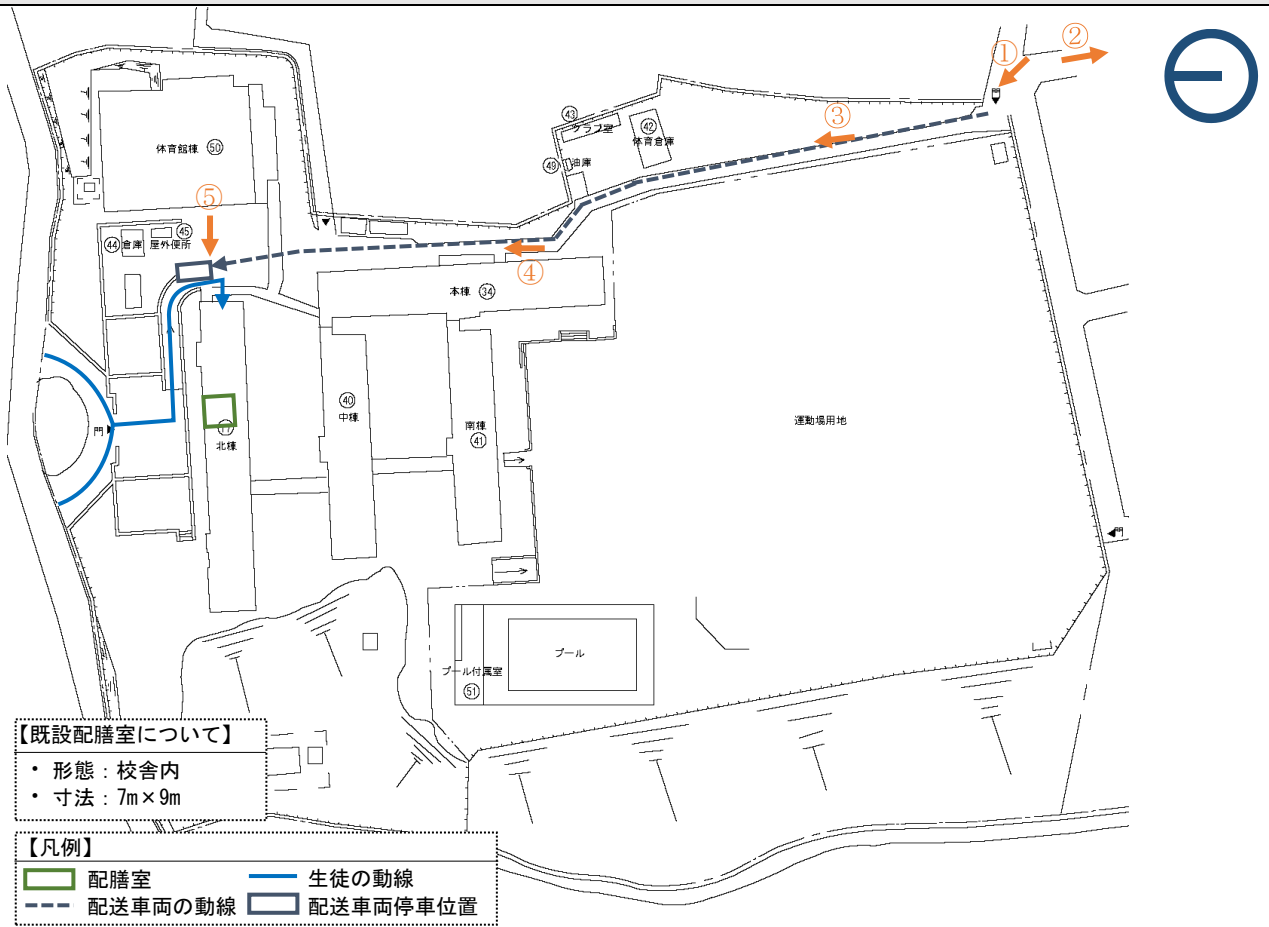 ①
②
③
④
⑤
43
クラブ室
42
体育倉庫
49 油庫
体育館棟 50
45
44 倉庫 屋外便所
本棟 34
40
中棟
南棟
41
17
北棟
門
運動場用地
門
プール
プール付属室
51
【既設配膳室について】
・ 形態：校舎内
・ 寸法：7m×9m
【凡例】
配膳室
生徒の動線
配送車両の動線
配送車両停車位置